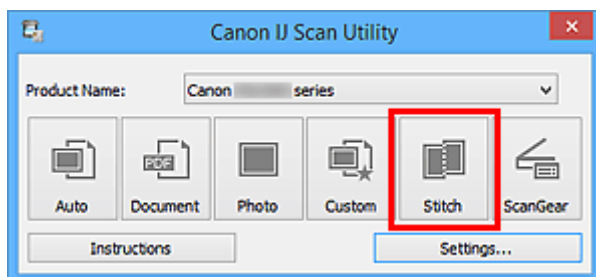 Canon IJ Scan Utility
Product Name: Canon series
Auto Document Photo Custom Stitch ScanGear
PDF
Instructions Settings...